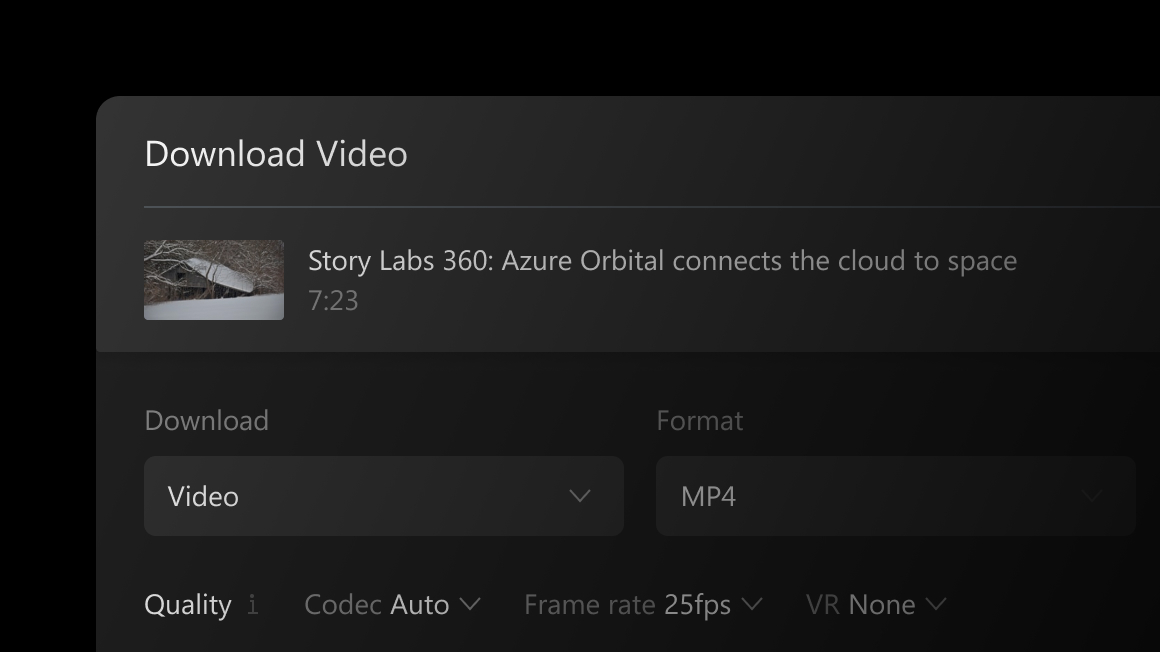 Download Video
Story Labs 360: Azure Orbital connects the cloud to space
7:23
Download Format
Video MP4
Quality i Codec Auto Frame rate 25fps VR None